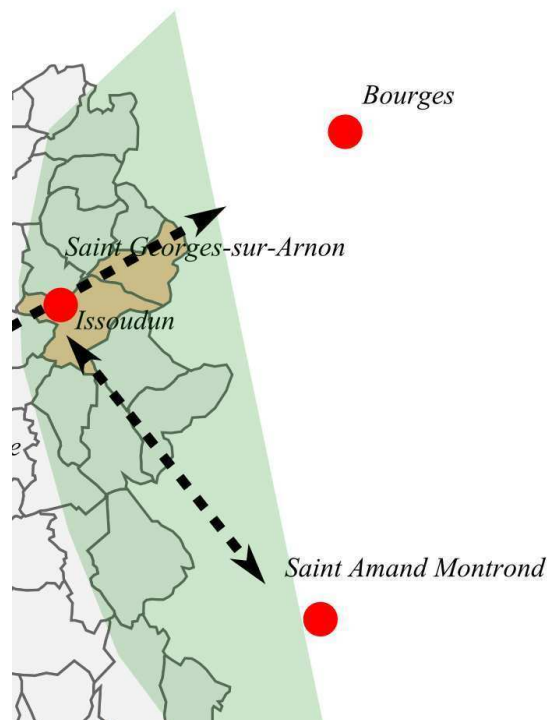 Bourges
Saint Georges-sur-Arnon
Issoudun
e
Saint Amand Montrond